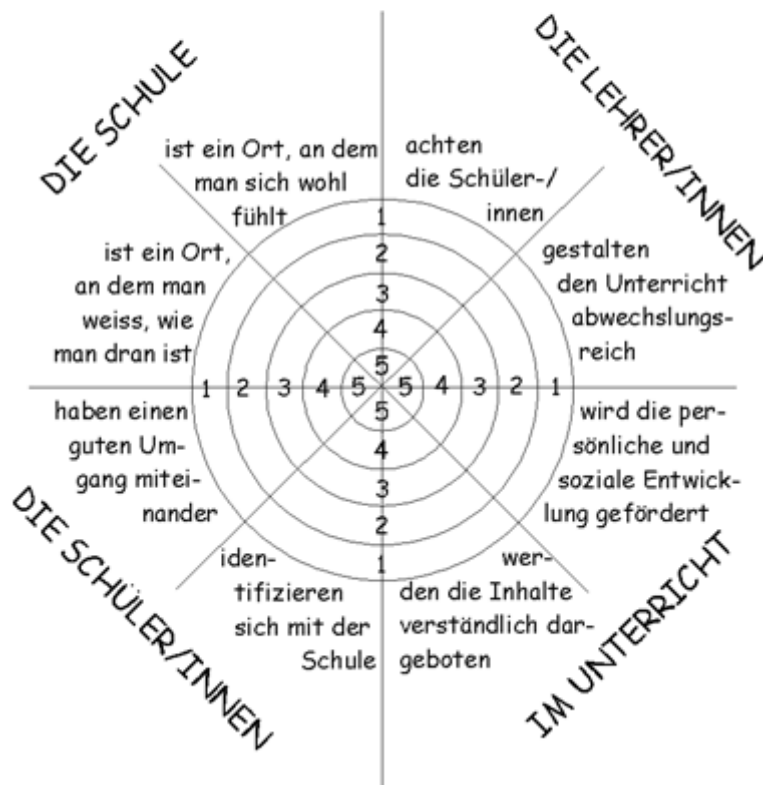 DIE SCHULE
ist ein Ort, an dem
man sich wohl
fühlt
ist ein Ort,
an dem man
weiss, wie
man dran ist
DIE LEHRER/INNEN
achten
die Schüler-/
innen
gestalten
den Unterricht
abwechslungs-
reich
1
2
3
4
5
1 2 3 4 5 5 4 3 2 1
5
4
3
2
1
haben einen
guten Um-
gang mitei-
nander
DIE SCHÜLER/INNEN
iden-
tifizieren
sich mit der
Schule
wird die per-
sönliche und
soziale Entwick-
lung gefördert
wer-
den die Inhalte
verständlich dar-
geboten
IM UNTERRICHT